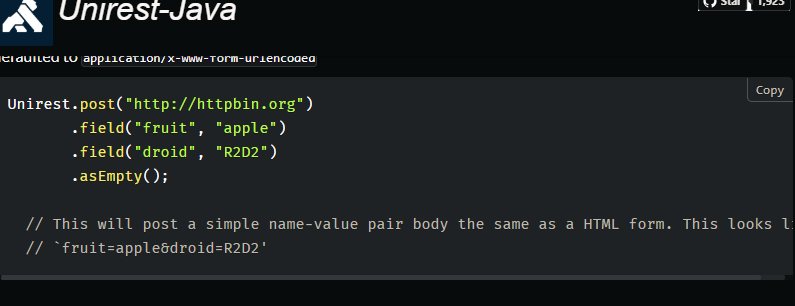 Unirest-Java
Star 1,923
defaulted to application/x-www-form-urlencoded
Copy
Unirest.post("http://httpbin.org")
.field("fruit", "apple")
.field("droid", "R2D2")
.asEmpty();
// This will post a simple name-value pair body the same as a HTML form. This looks li
// `fruit=apple&droid=R2D2'